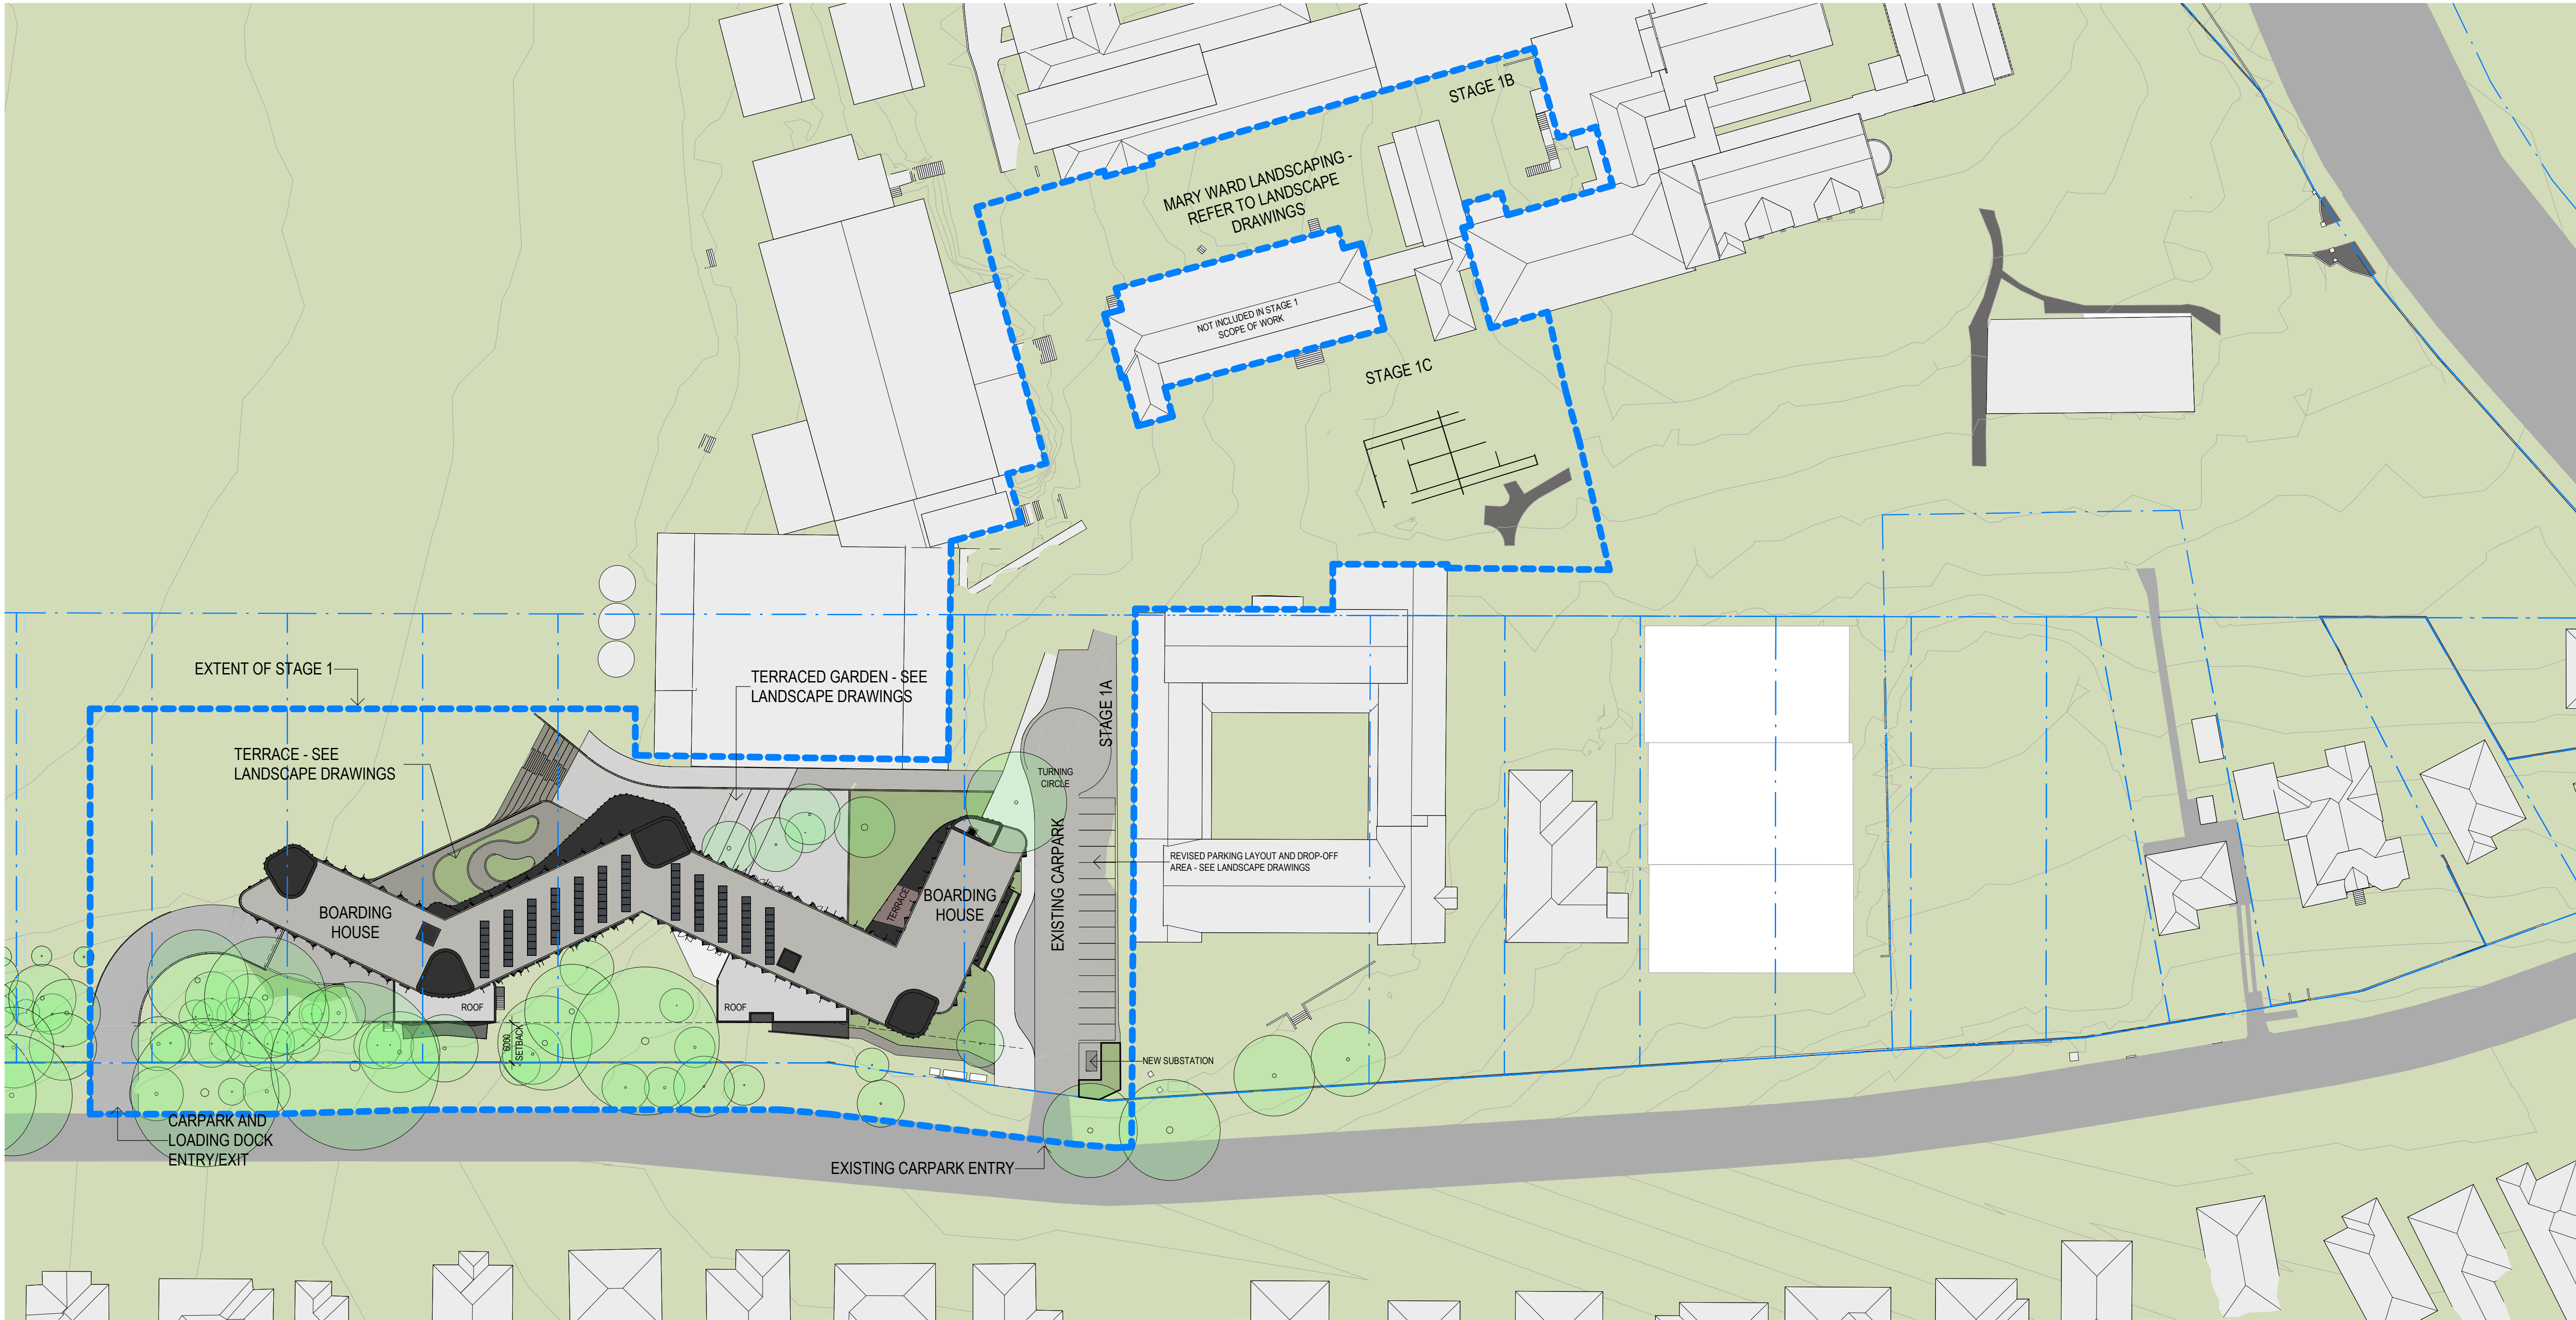 STAGE 1B
MARY WARD LANDSCAPING -
REFER TO LANDSCAPE
DRAWINGS
NOT INCLUDED IN STAGE 1
SCOPE OF WORK
STAGE 1C
EXTENT OF STAGE 1
TERRACED GARDEN - SEE
LANDSCAPE DRAWINGS
STAGE 1A
TERRACE - SEE
LANDSCAPE DRAWINGS
TURNING
CIRCLE
EXISTING CARPARK
REVISED PARKING LAYOUT AND DROP-OFF
AREA - SEE LANDSCAPE DRAWINGS
BOARDING
HOUSE
TERRACE
BOARDING
HOUSE
ROOF
ROOF
6000
SETBACK
NEW SUBSTATION
CARPARK AND
LOADING DOCK
ENTRY/EXIT
EXISTING CARPARK ENTRY